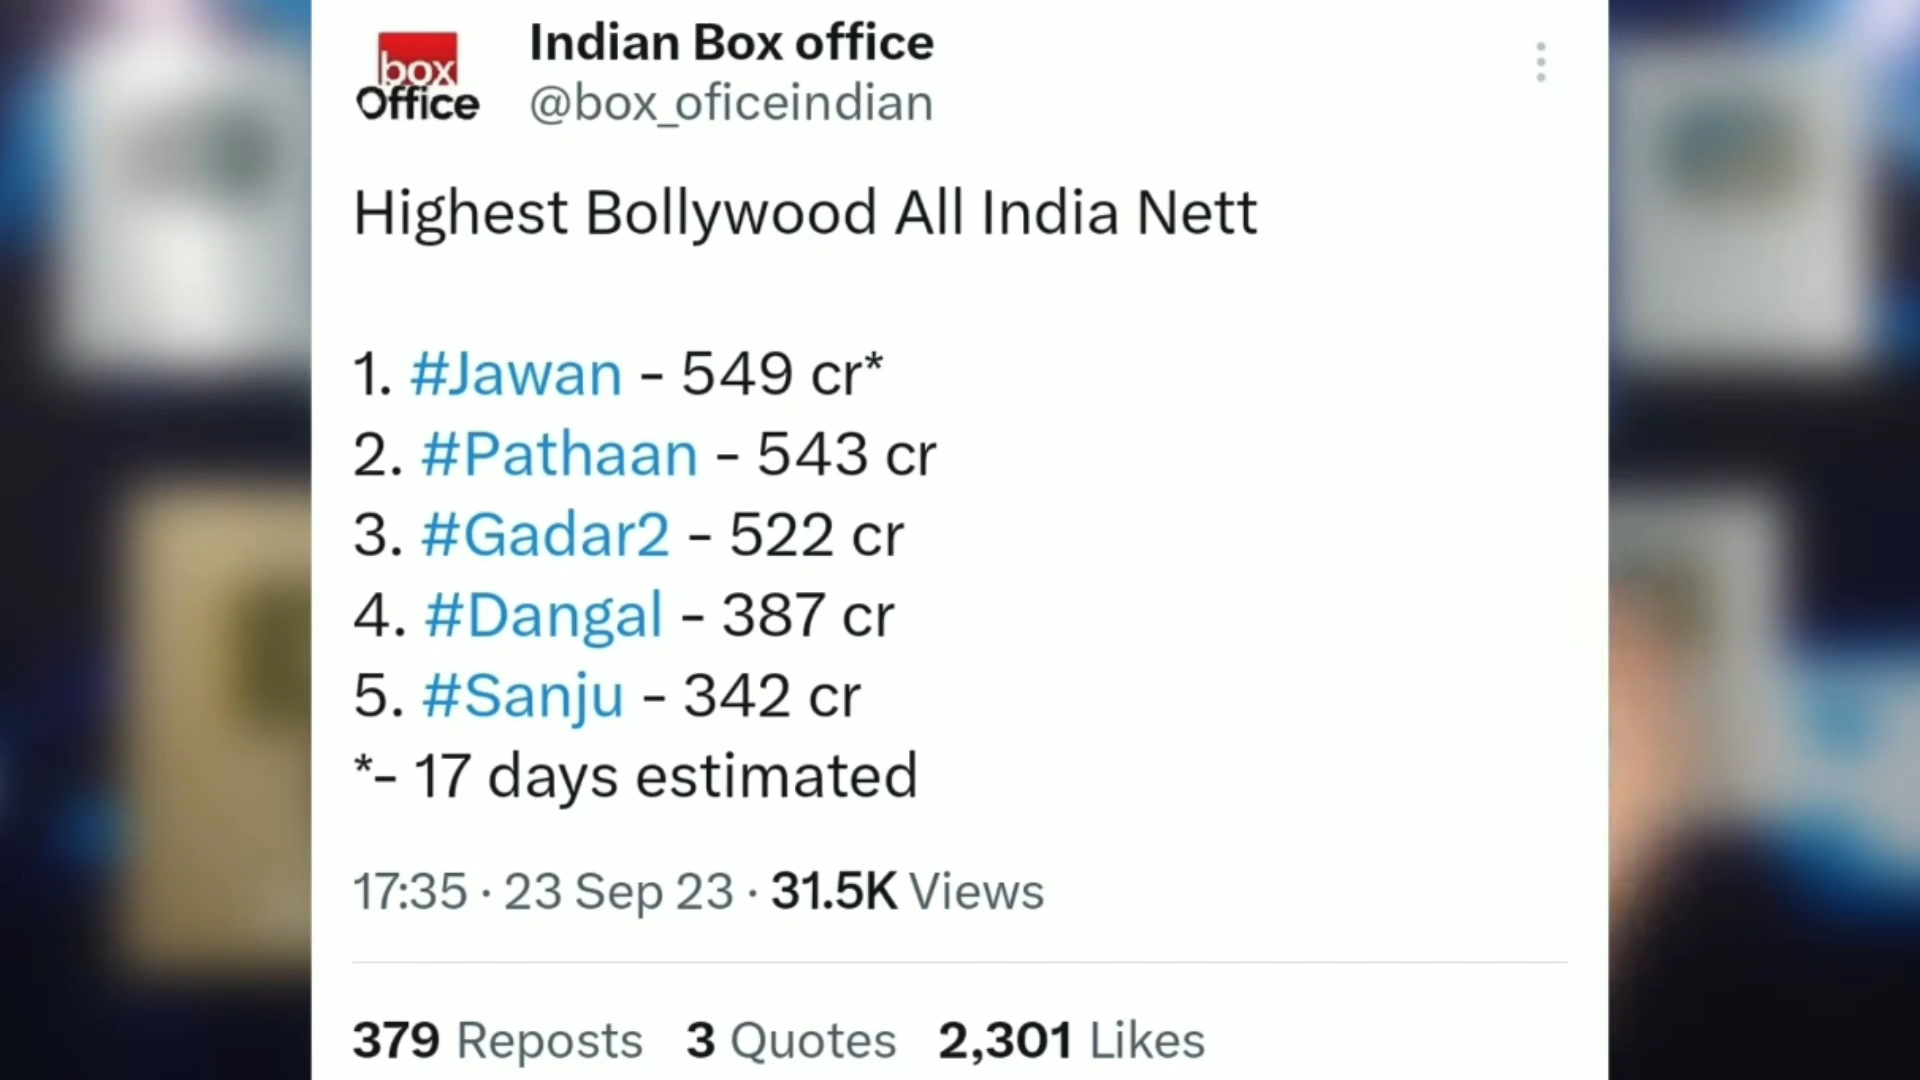 box
Office
Indian Box office
@box_oficeindian
Highest Bollywood All India Nett
1. #Jawan - 549 cr*
2. #Pathaan - 543 cr
3. #Gadar2 - 522 cr
4. #Dangal - 387 cr
5. #Sanju - 342 cr
*- 17 days estimated
17:35 · 23 Sep 23 · 31.5K Views
379 Reposts 3 Quotes 2,301 Likes